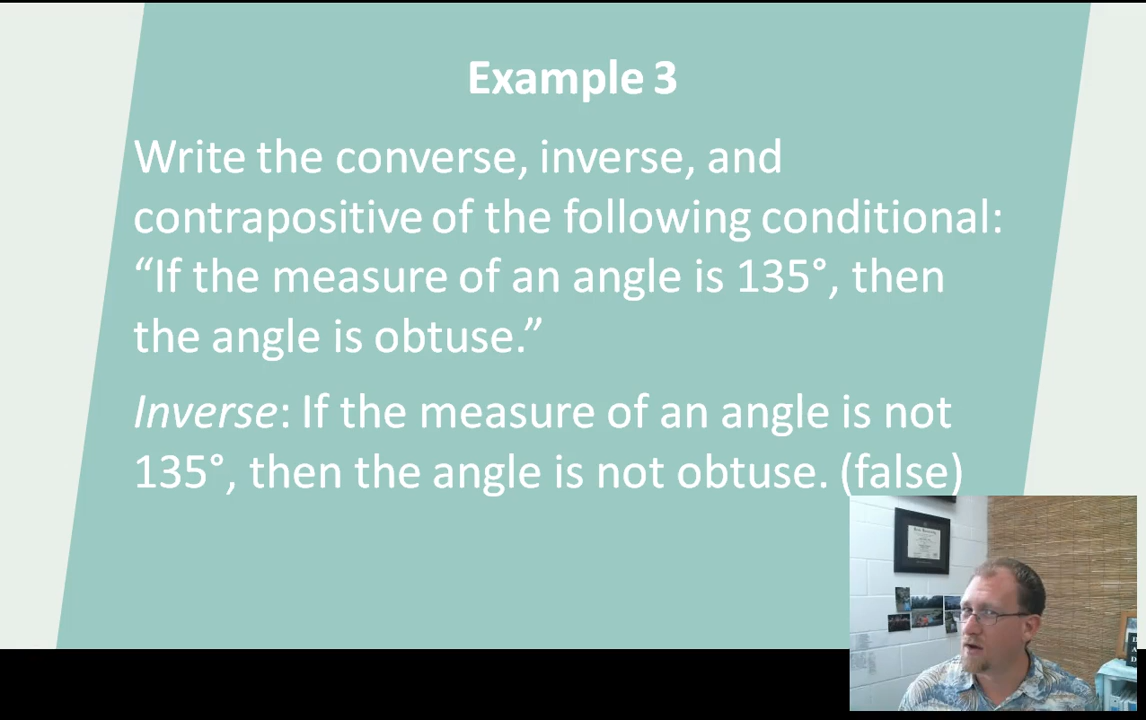 Example 3
Write the converse, inverse, and
contrapositive of the following conditional:
“If the measure of an angle is 135°, then
the angle is obtuse.”
Inverse: If the measure of an angle is not
135°, then the angle is not obtuse. (false)